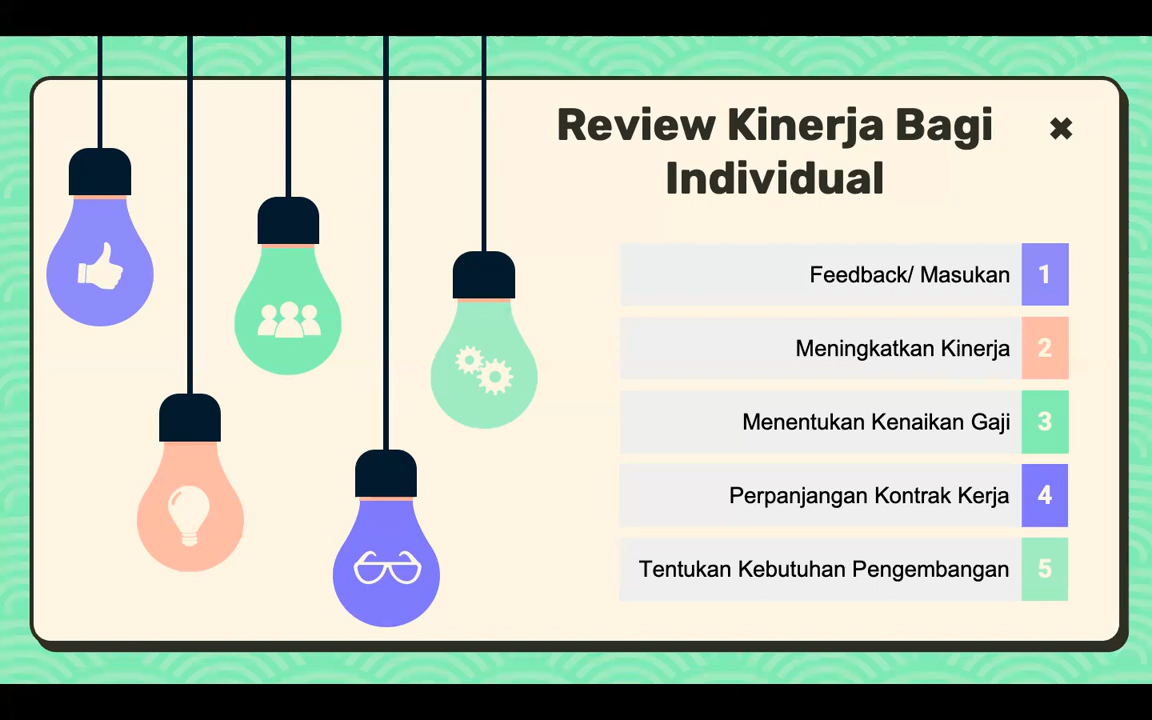 Review Kinerja Bagi
Individual
Feedback/ Masukan 1
Meningkatkan Kinerja 2
Menentukan Kenaikan Gaji 3
Perpanjangan Kontrak Kerja 4
Tentukan Kebutuhan Pengembangan 5